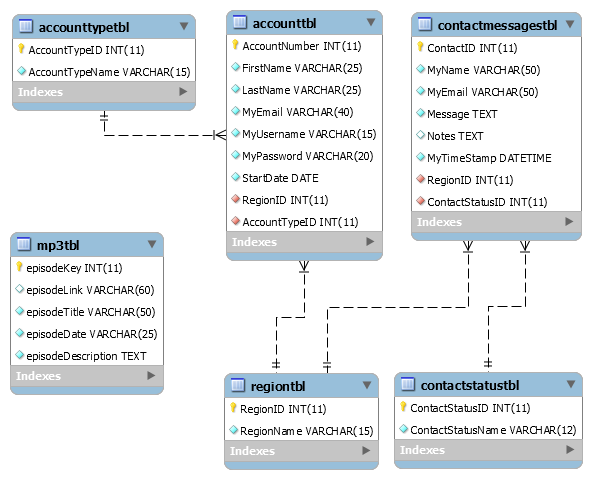 accounttypetbl
AccountTypeID INT(11)
AccountTypeName VARCHAR(15)
Indexes
accounttbl
AccountNumber INT(11)
FirstName VARCHAR(25)
LastName VARCHAR(25)
MyEmail VARCHAR(40)
MyUsername VARCHAR(15)
MyPassword VARCHAR(20)
StartDate DATE
RegionID INT(11)
AccountTypeID INT(11)
Indexes
contactmessagestbl
ContactID INT(11)
MyName VARCHAR(50)
MyEmail VARCHAR(50)
Message TEXT
Notes TEXT
MyTimeStamp DATETIME
RegionID INT(11)
ContactStatusID INT(11)
Indexes
mp3tbl
episodeKey INT(11)
episodeLink VARCHAR(60)
episodeTitle VARCHAR(50)
episodeDate VARCHAR(25)
episodeDescription TEXT
Indexes
regiontbl
RegionID INT(11)
RegionName VARCHAR(15)
Indexes
contactstatustbl
ContactStatusID INT(11)
ContactStatusName VARCHAR(12)
Indexes